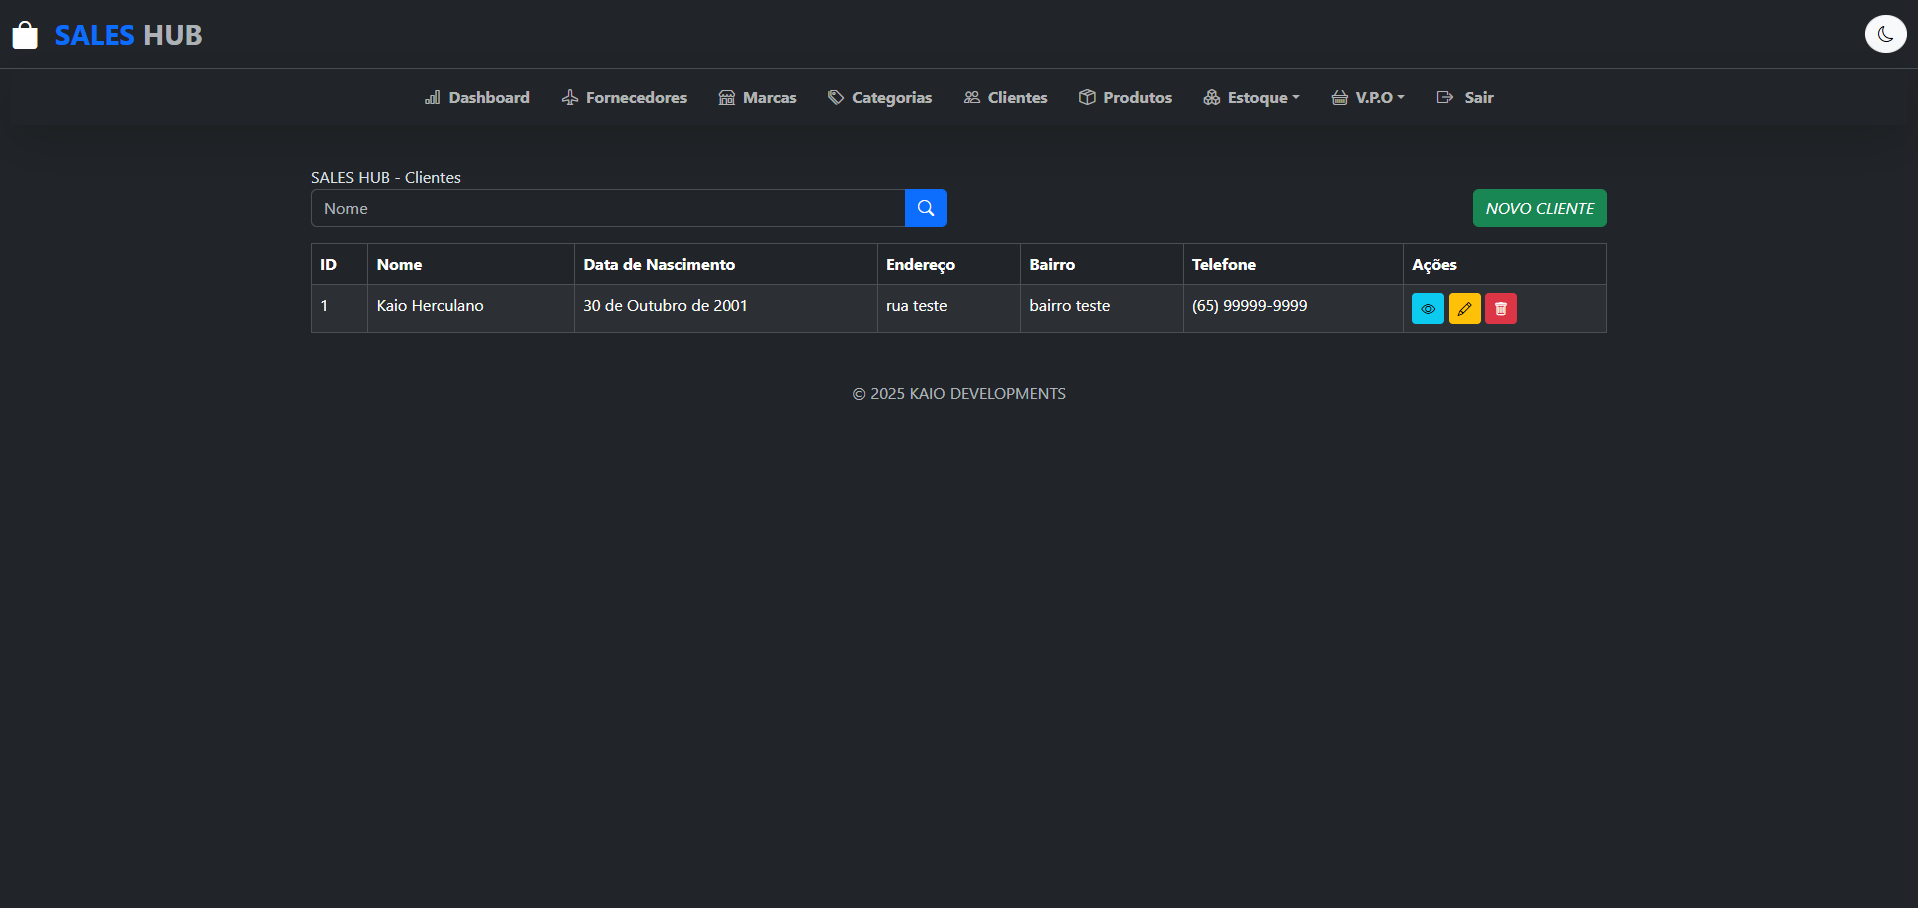 SALES HUB
Dashboard Fornecedores Marcas Categorias Clientes Produtos Estoque V.P.O Sair
SALES HUB - Clientes
Nome NOVO CLIENTE
ID Nome Data de Nascimento Endereço Bairro Telefone Ações
1 Kaio Herculano 30 de Outubro de 2001 rua teste bairro teste (65) 99999-9999
© 2025 KAIO DEVELOPMENTS